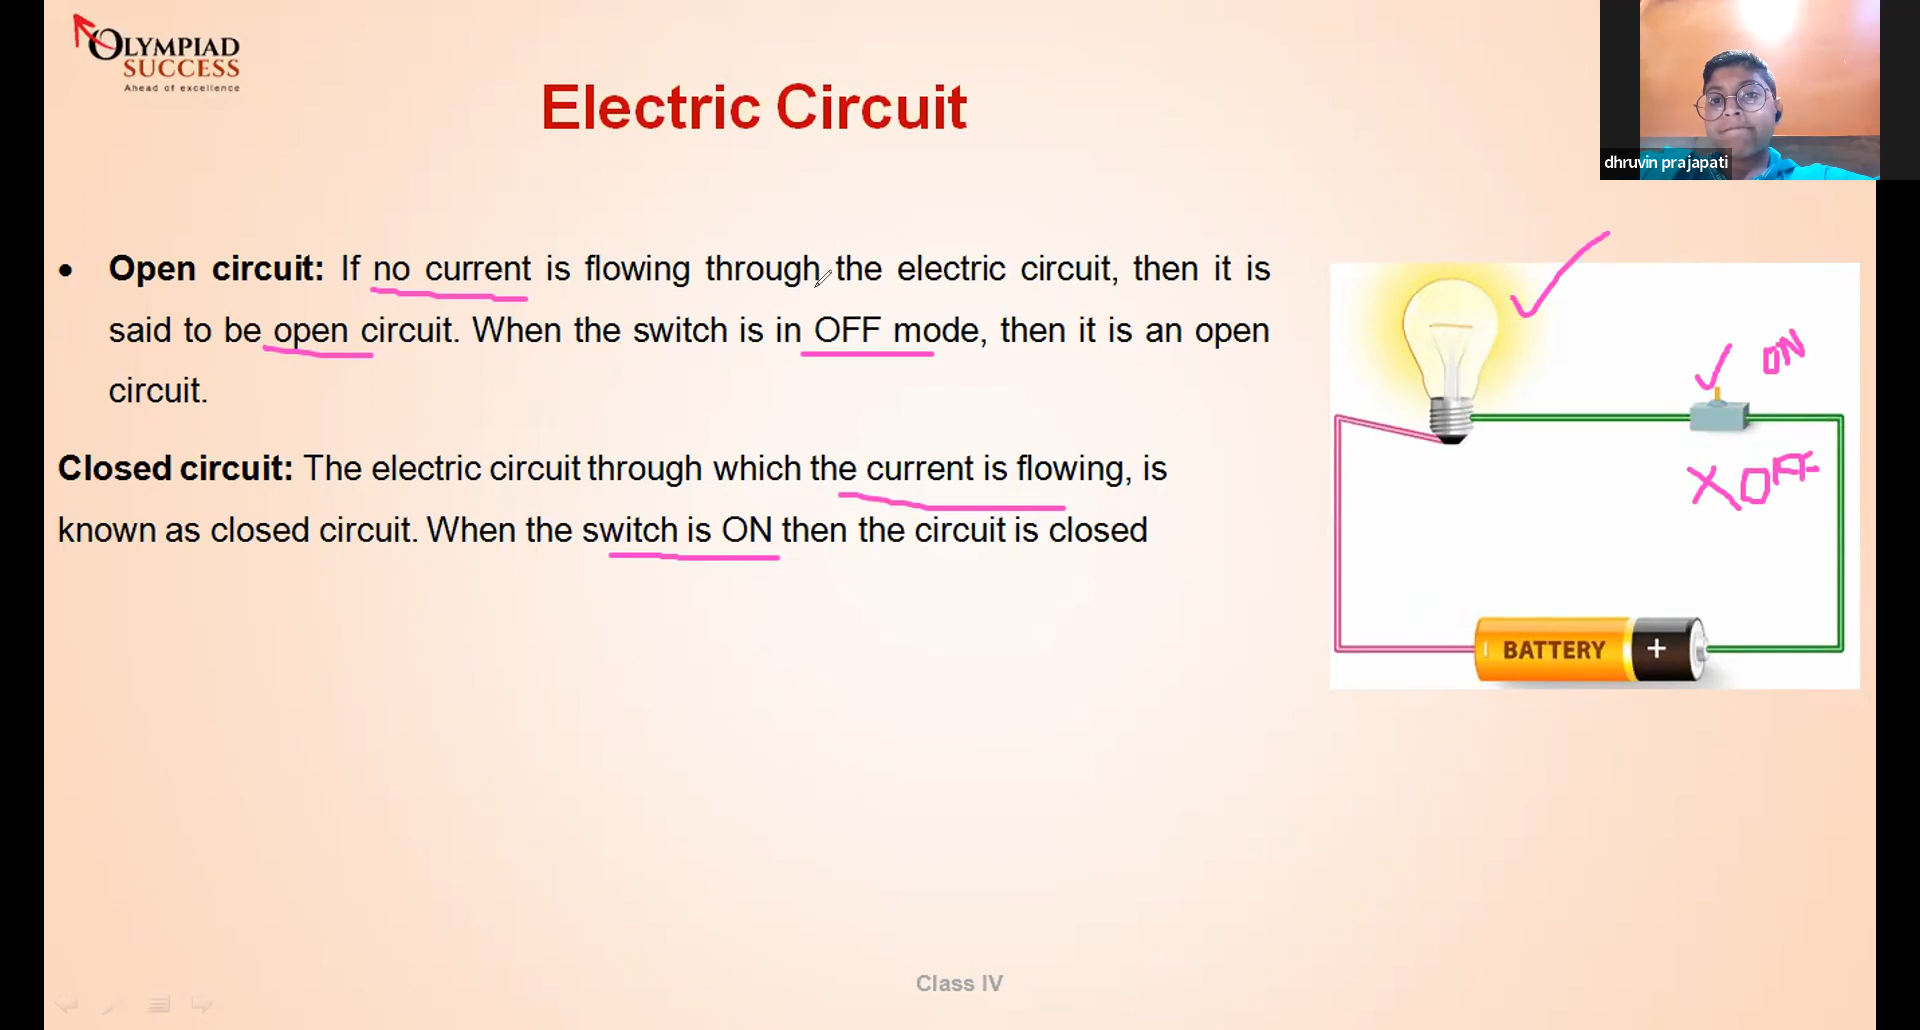 OLYMPIAD
SUCCESS
Ahead of excellence
Electric Circuit
dhruvin prajapati
• Open circuit: If no current is flowing through the electric circuit, then it is
said to be open circuit. When the switch is in OFF mode, then it is an open
circuit.
Closed circuit: The electric circuit through which the current is flowing, is
known as closed circuit. When the switch is ON then the circuit is closed
ON
X OFF
BATTERY +
Class IV